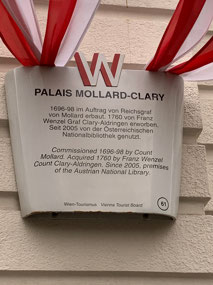 W
PALAIS MOLLARD-CLARY
1696-98 im Auftrag von Reichsgraf
von Mollard erbaut. 1760 von Franz
Wenzel Graf Clary-Aldringen erworben.
Seit 2005 von der Österreichischen
Nationalbibliothek genutzt.
Commissioned 1696-98 by Count
Mollard. Acquired 1760 by Franz Wenzel
Count Clary-Aldringen. Since 2005, premises
of the Austrian National Library.
Wien-Tourismus · Vienna Tourist Board
61